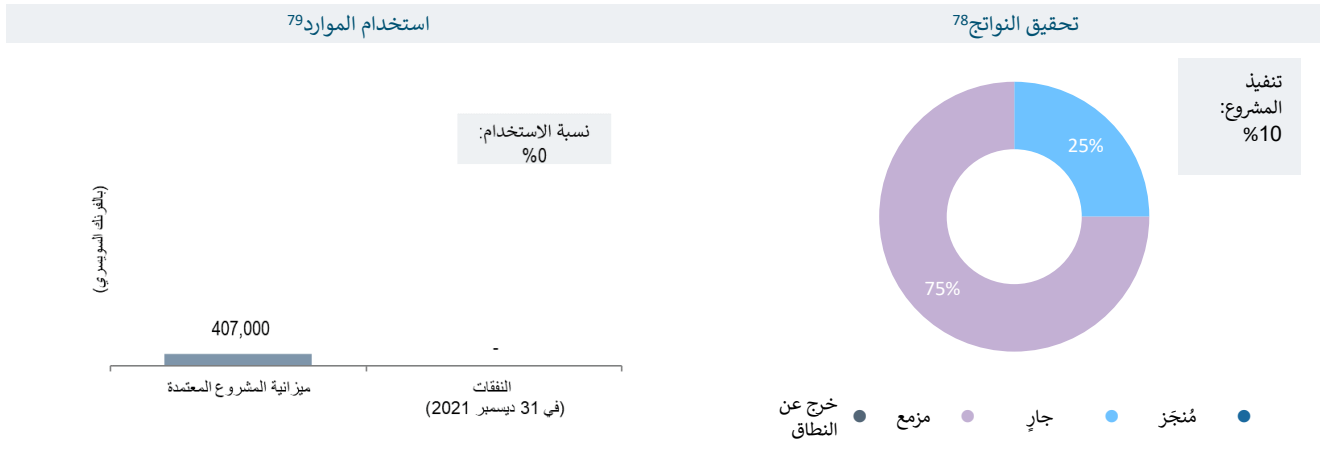 تحقيق النواتج78
تنفيذ
المشروع:
%10
25%
75%
مُنجَز
جارٍ
مزمع
خرج عن
النطاق
استخدام الموارد79
نسبة الاستخدام:
%0
(بالفرنك السويسري)
407,000
-
ميزانية المشروع المعتمدة
النفقات
(في 31 ديسمبر 2021)